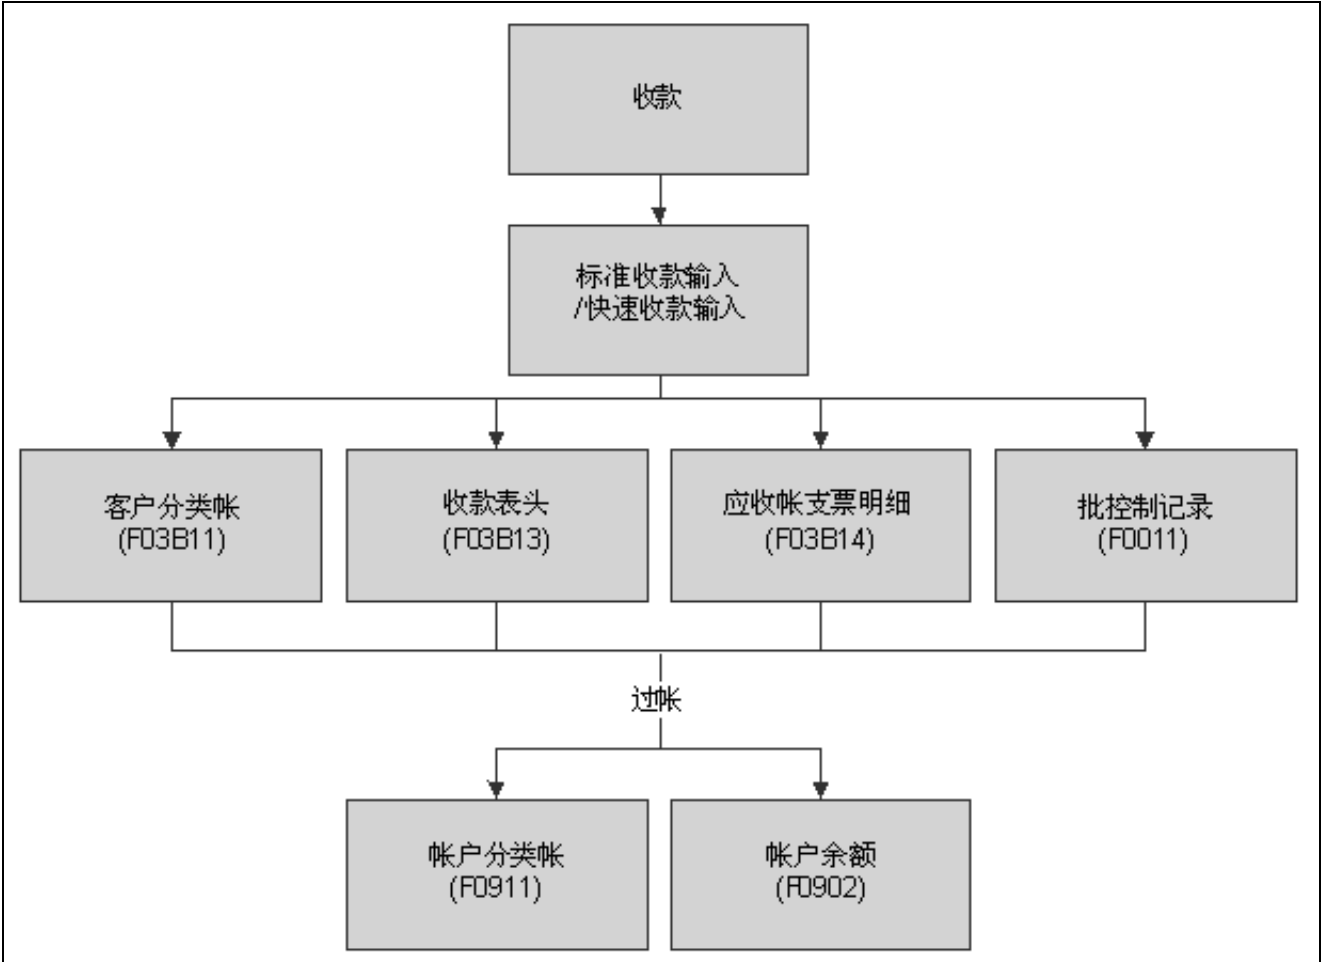 收款
标准收款输入
/快速收款输入
客户分类帐
(F03B11)
收款表头
(F03B13)
应收帐支票明细
(F03B14)
批控制记录
(F0011)
过帐
帐户分类帐
(F0911)
帐户余额
(F0902)